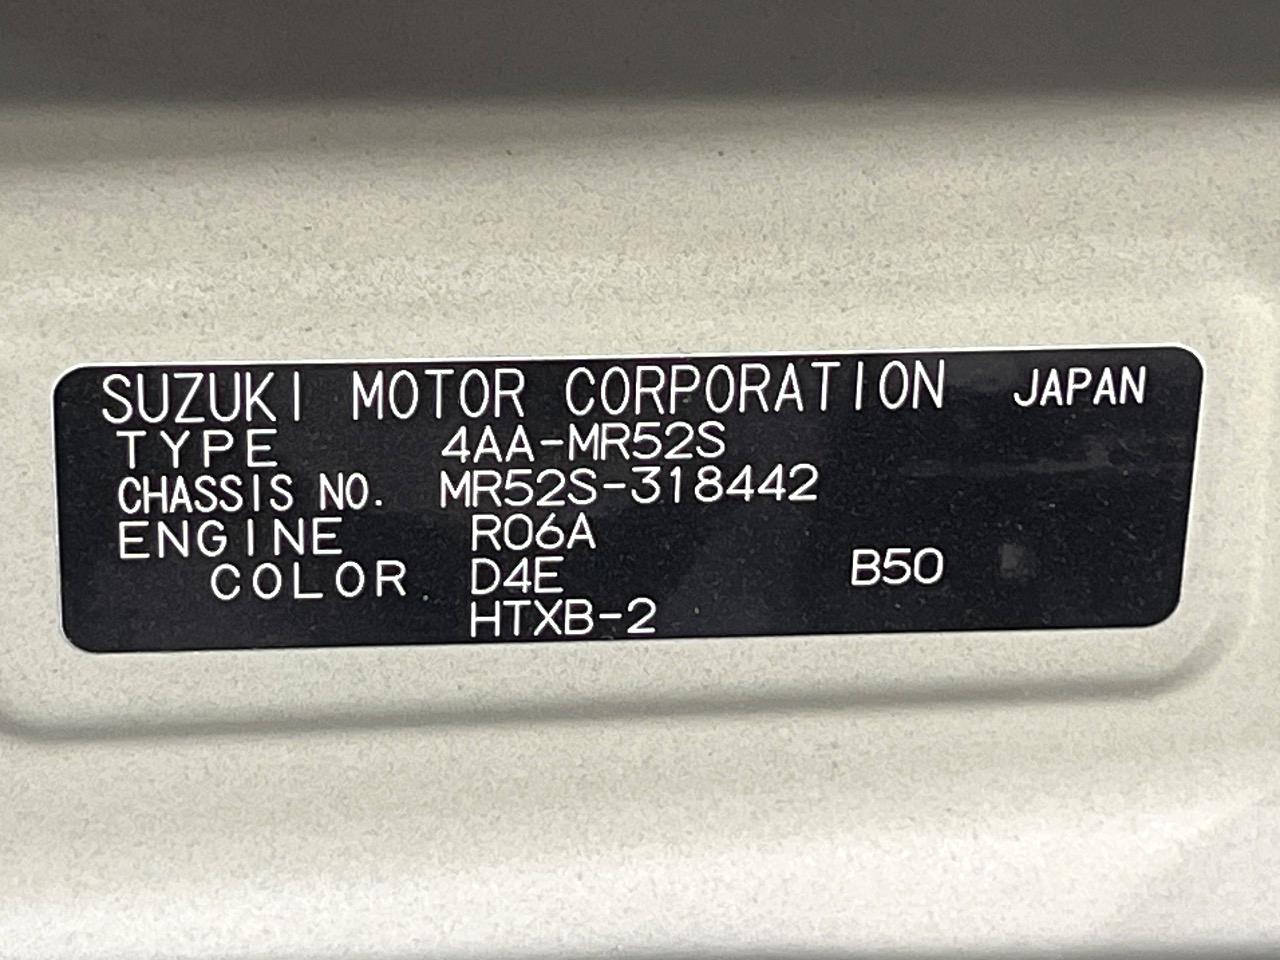 SUZUKI MOTOR CORPORATION JAPAN
TYPE 4AA-MR52S
CHASSIS NO. MR52S-318442
ENGINE R06A
COLOR D4E B50
HTXB-2